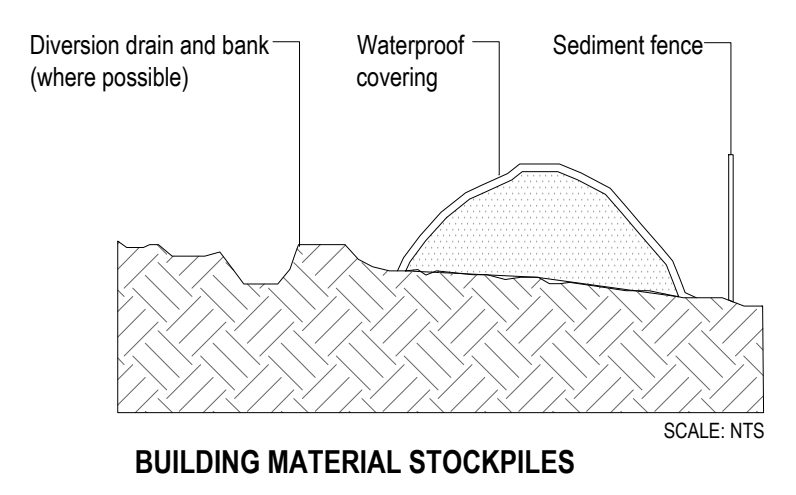 Diversion drain and bank
(where possible)
Waterproof
covering
Sediment fence
SCALE: NTS
BUILDING MATERIAL STOCKPILES